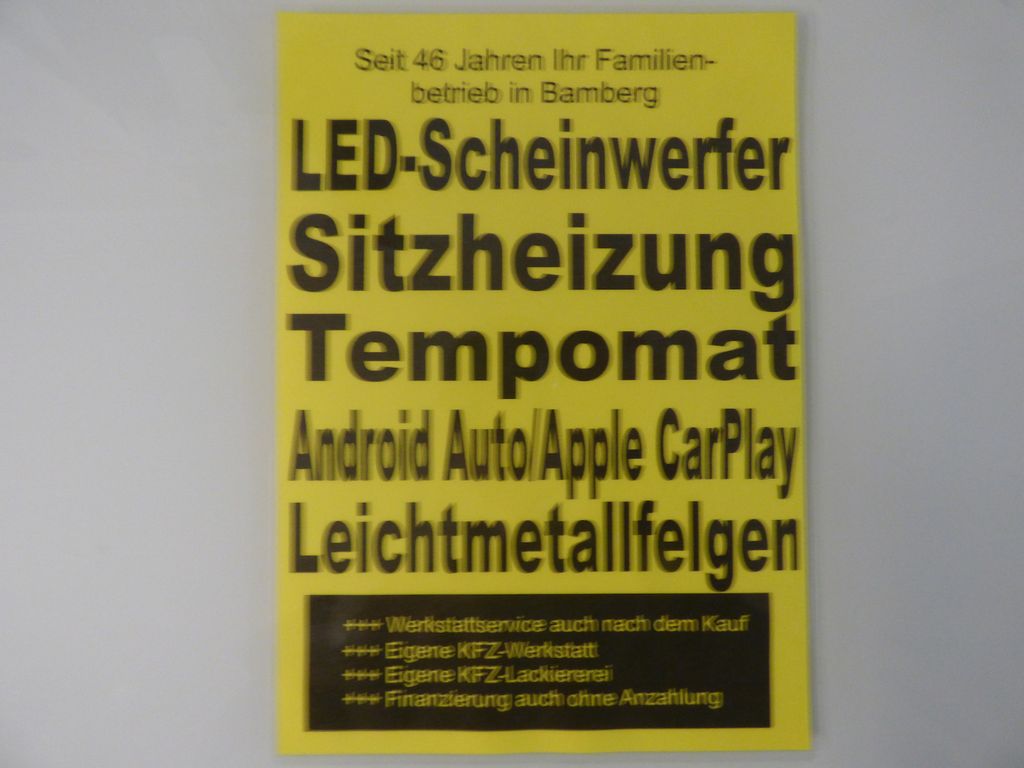 Seit 46 Jahren Ihr Familien-
betrieb in Bamberg
LED-Scheinwerfer
Sitzheizung
Tempomat
Android Auto/Apple CarPlay
Leichtmetallfelgen
+++ Werkstattservice auch nach dem Kauf
+++ Eigene KFZ-Werkstatt
+++ Eigene KFZ-Lackiererei
+++ Finanzierung auch ohne Anzahlung